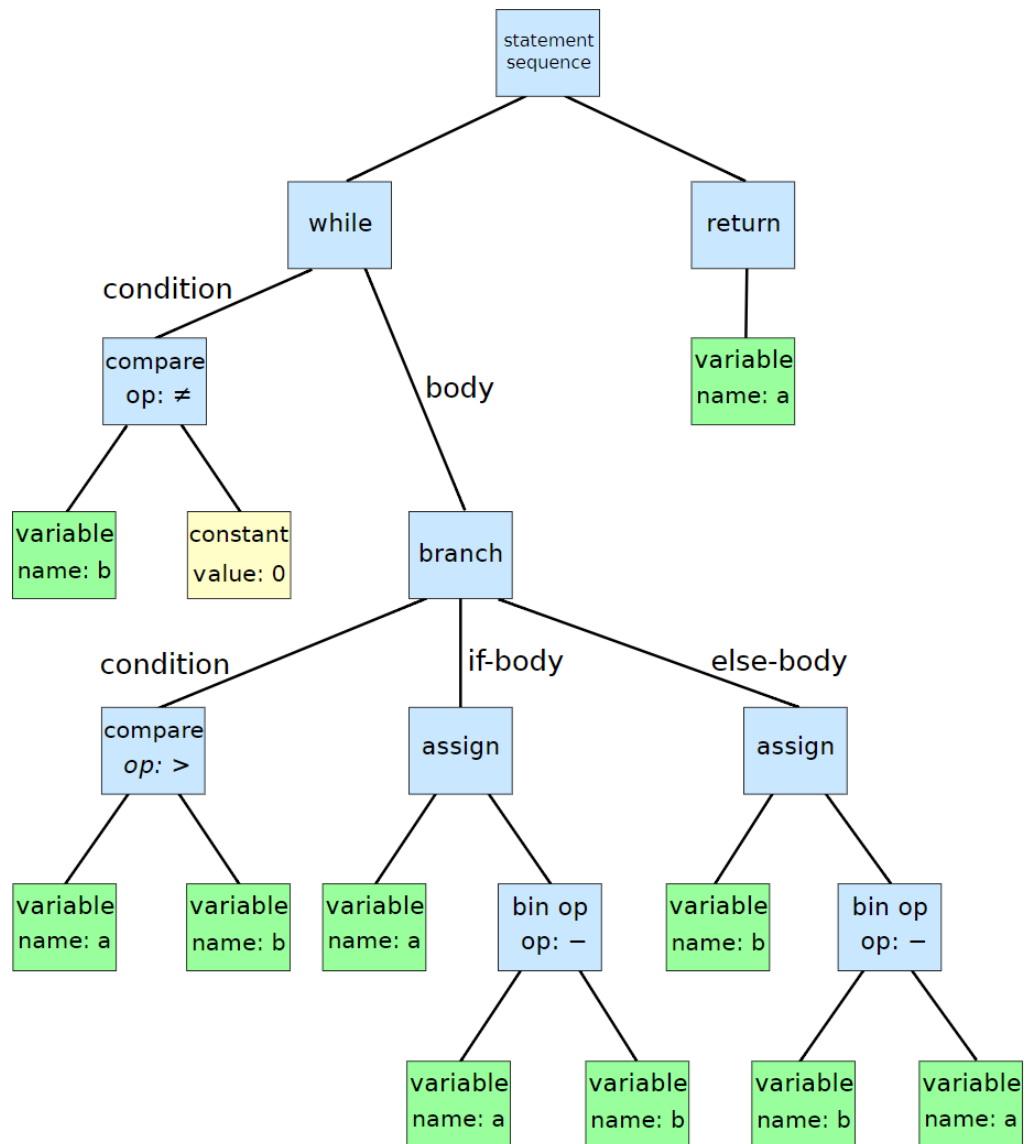 statement
sequence
while
return
condition
compare
op: ≠
body
variable
name: a
variable
name: b
constant
value: 0
branch
condition
if-body
else-body
compare
op: >
assign
assign
variable
name: a
variable
name: b
variable
name: a
bin op
op: −
variable
name: b
bin op
op: −
variable
name: a
variable
name: b
variable
name: b
variable
name: a